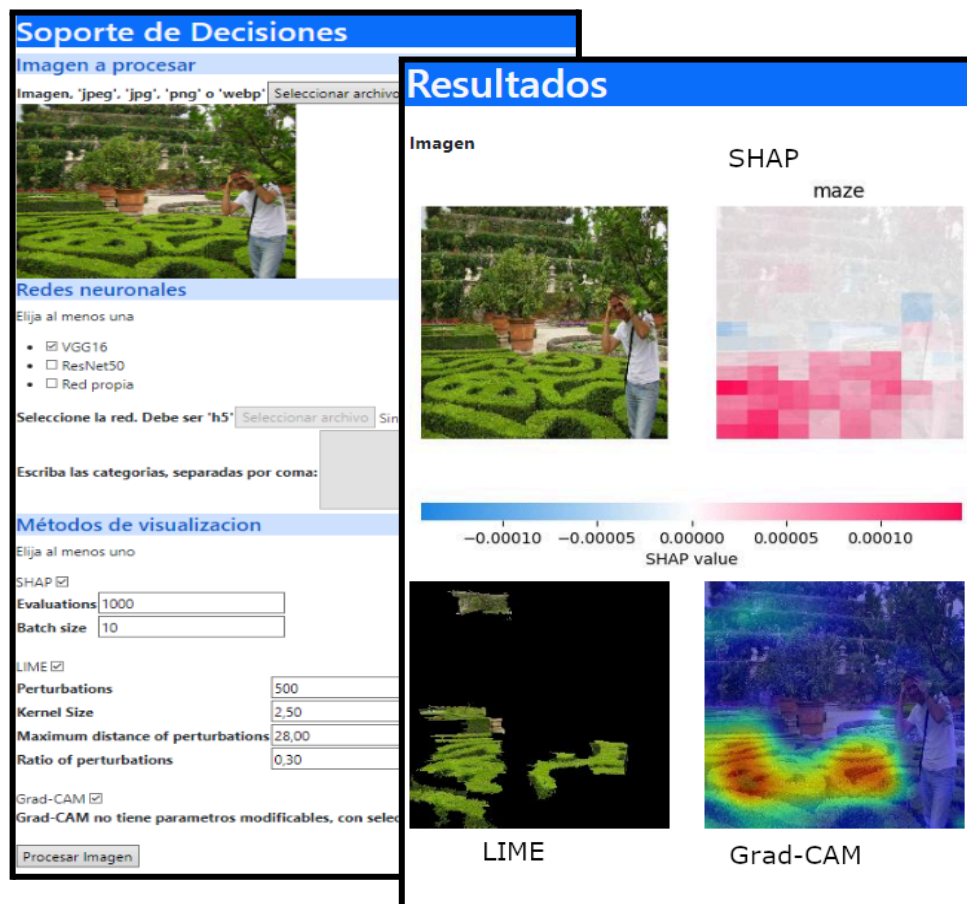 Soporte de Decisiones
Imagen a procesar
Imagen, 'jpeg', 'jpg', 'png' o 'webp' Seleccionar archivo
Redes neuronales
Elija al menos una
VGG16
ResNet50
Red propia
Seleccione la red. Debe ser 'h5' Seleccionar archivo Sin
Escriba las categorias, separadas por coma:
Métodos de visualizacion
Elija al menos uno
SHAP
Evaluations 1000
Batch size 10
LIME
Perturbations 500
Kernel Size 2,50
Maximum distance of perturbations 28,00
Ratio of perturbations 0,30
Grad-CAM
Grad-CAM no tiene parametros modificables, con selec
Procesar Imagen
Resultados
Imagen
SHAP
maze
−0.00010 −0.00005 0.00000 0.00005 0.00010
SHAP value
LIME
Grad-CAM